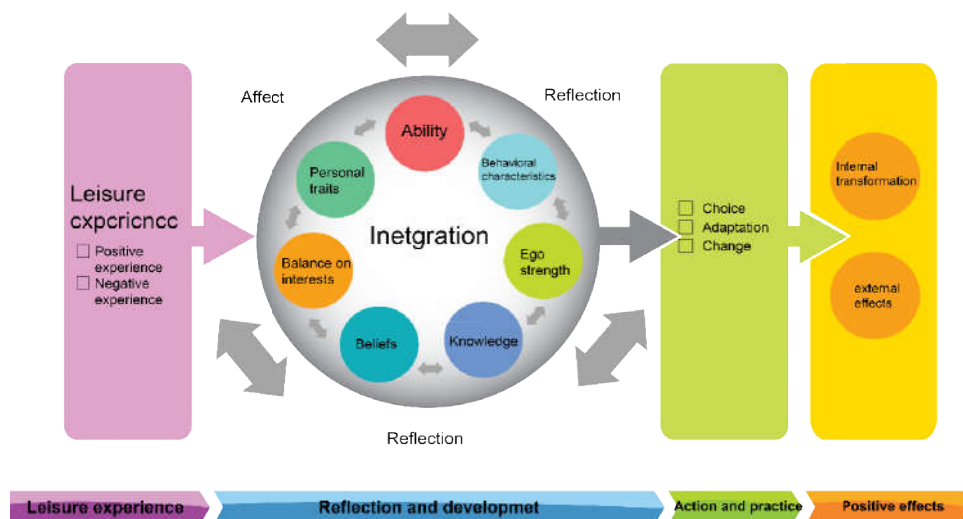 Affect
Reflection
Ability
Personal
traits
Behavioral
characteristics
Leisure
cxpcricncc
Positive
experience
Negative
experience
Inetgration
Balance on
interests
Ego
strength
Beliefs
Knowledge
Choice
Adaptation
Change
Internal
transformation
external
effects
Reflection
Leisure experience
Reflection and developmet
Action and practice
Positive effects